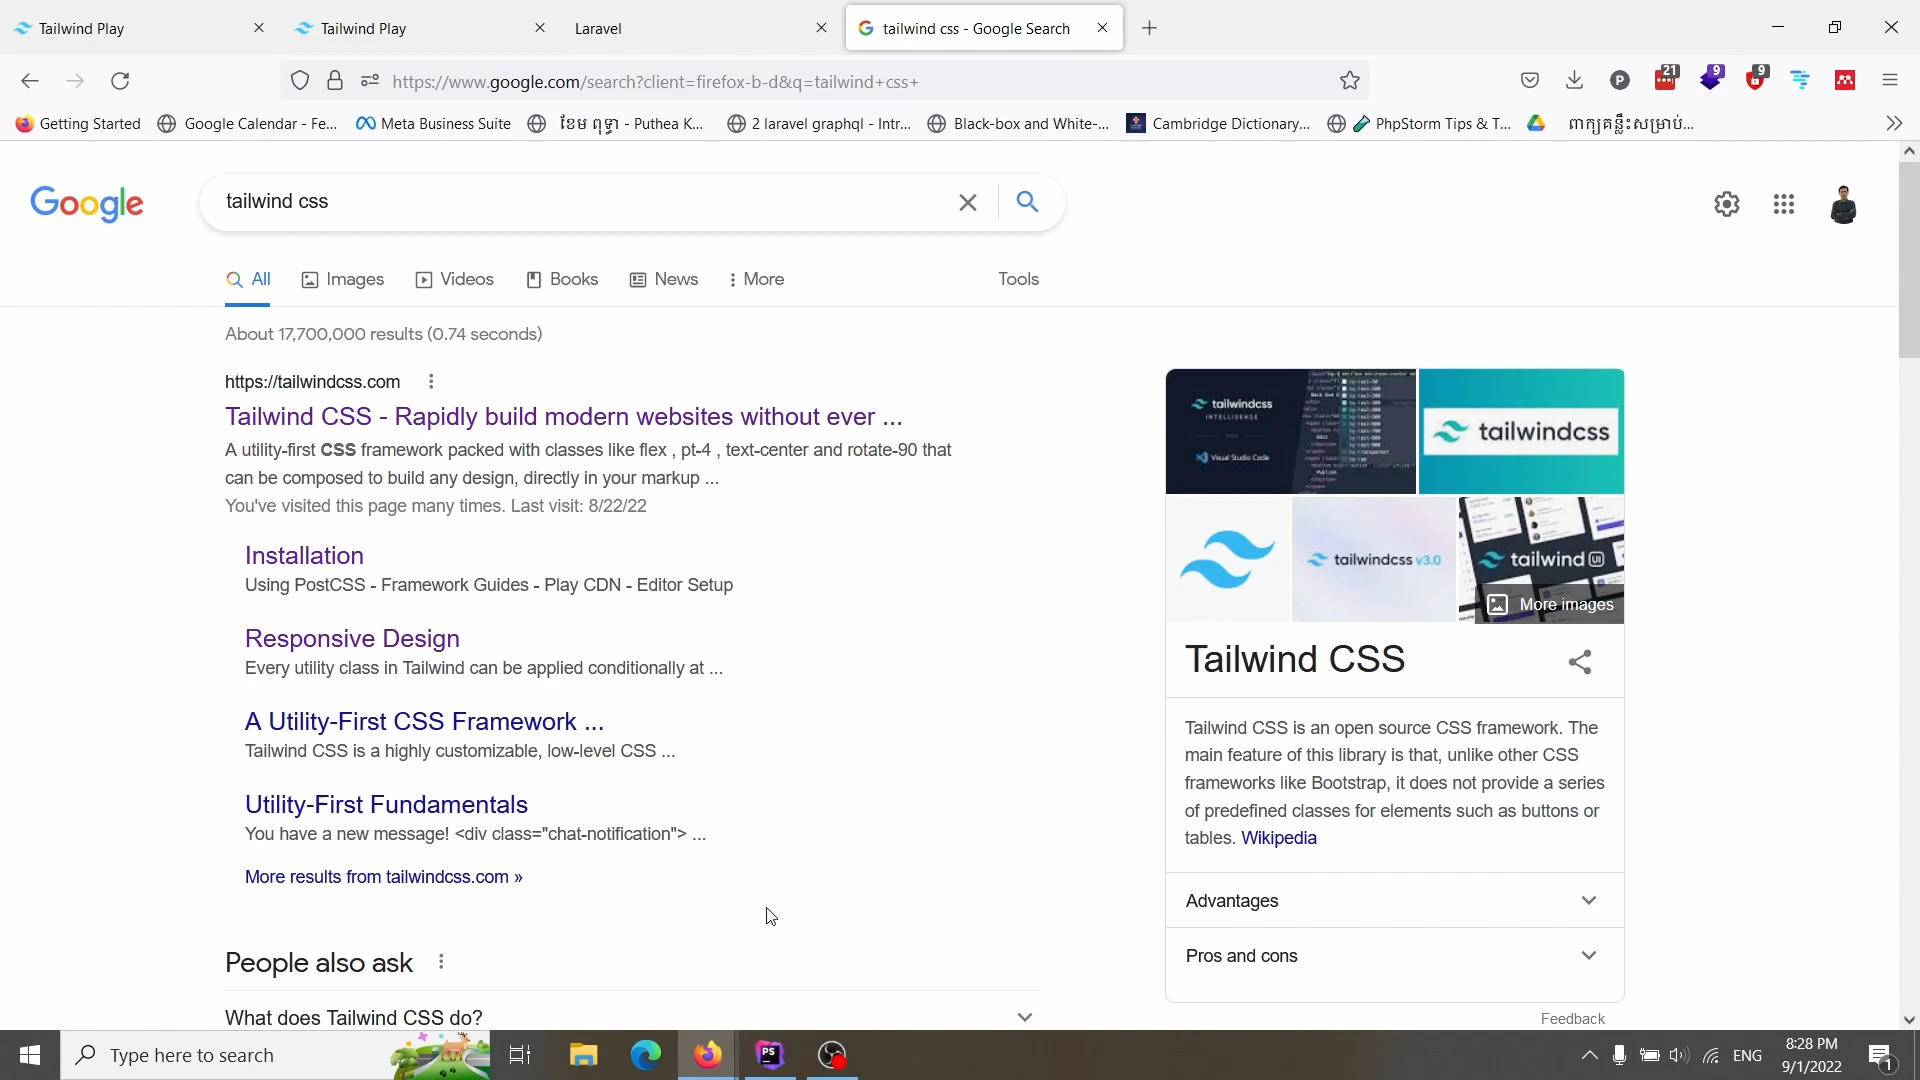 Tailwind Play
Tailwind Play
Laravel
tailwind css - Google Search
https://www.google.com/search?client=firefox-b-d&q=tailwind+css+
21
9
9
Getting Started
Google Calendar - Fe...
Meta Business Suite
ខែម ពុទ្ធា - Puthea K...
2 laravel graphql - Intr...
Black-box and White-...
Cambridge Dictionary...
PhpStorm Tips & T...
ពាក្យគន្លឹះសម្រាប់...
Google
tailwind css
All
Images
Videos
Books
News
More
Tools
About 17,700,000 results (0.74 seconds)
https://tailwindcss.com
Tailwind CSS - Rapidly build modern websites without ever ...
A utility-first CSS framework packed with classes like flex , pt-4 , text-center and rotate-90 that
can be composed to build any design, directly in your markup ...
You've visited this page many times. Last visit: 8/22/22
Installation
Using PostCSS - Framework Guides - Play CDN - Editor Setup
Responsive Design
Every utility class in Tailwind can be applied conditionally at ...
A Utility-First CSS Framework ...
Tailwind CSS is a highly customizable, low-level CSS ...
Utility-First Fundamentals
You have a new message! <div class="chat-notification"> ...
More results from tailwindcss.com »
People also ask
What does Tailwind CSS do?
tailwindcss
INTELLISENSE
Visual Studio Code
tailwindcss
tailwindcss v3.0
tailwind UI
More images
Tailwind CSS
Tailwind CSS is an open source CSS framework. The
main feature of this library is that, unlike other CSS
frameworks like Bootstrap, it does not provide a series
of predefined classes for elements such as buttons or
tables. Wikipedia
Advantages
Pros and cons
Feedback
Type here to search
PS
ENG
8:28 PM
9/1/2022
1